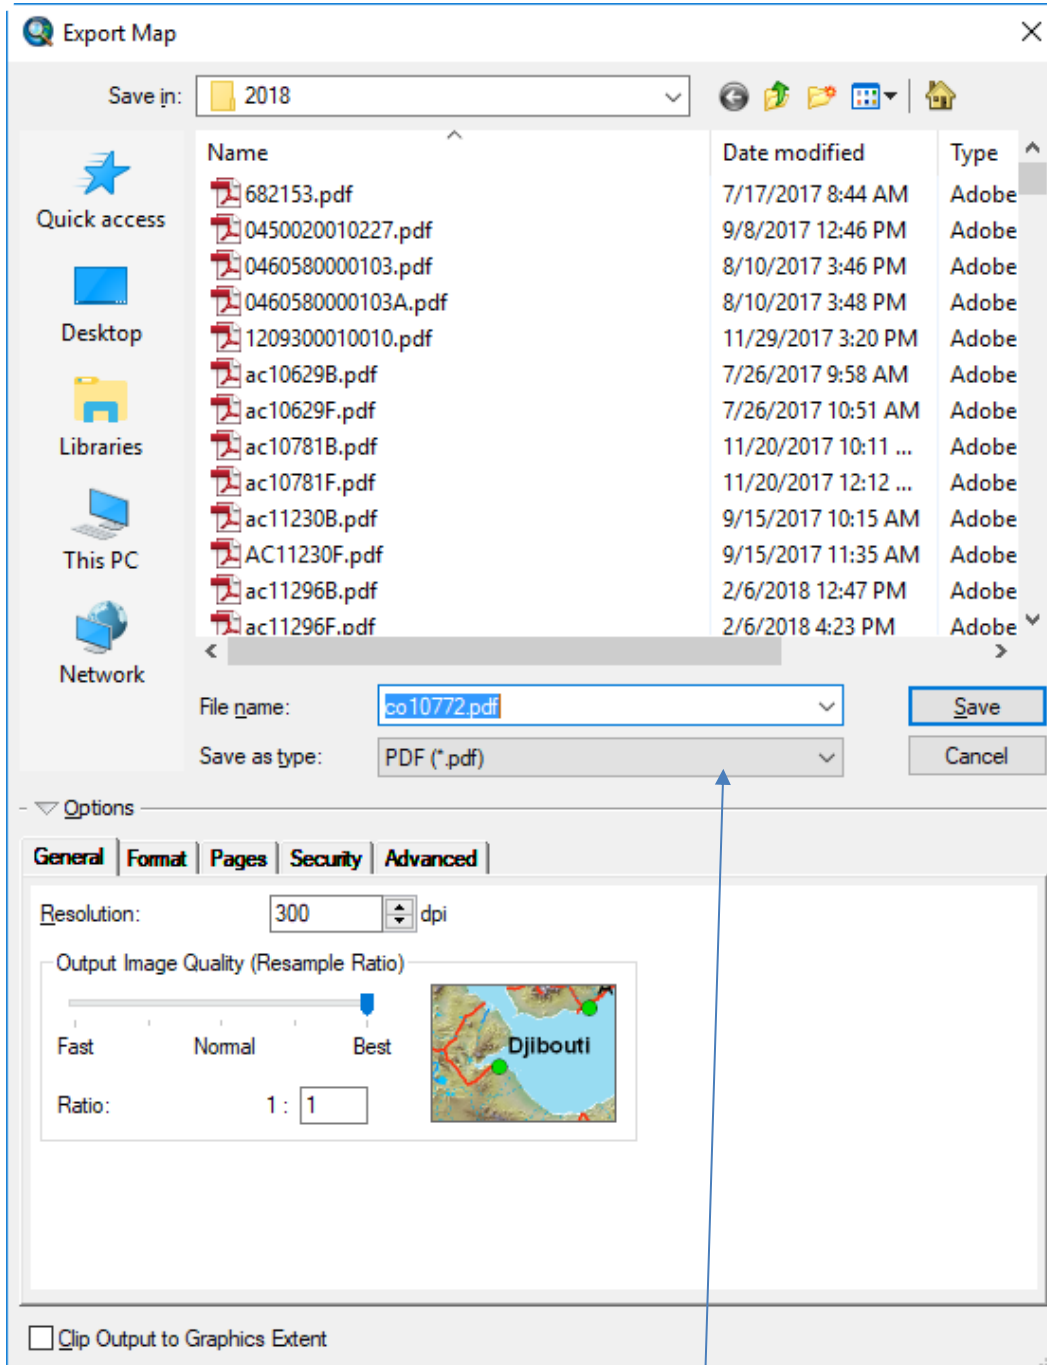 Export Map
Save in: 2018
Name Date modified Type
682153.pdf 7/17/2017 8:44 AM Adobe
0450020010227.pdf 9/8/2017 12:46 PM Adobe
0460580000103.pdf 8/10/2017 3:46 PM Adobe
0460580000103A.pdf 8/10/2017 3:48 PM Adobe
1209300010010.pdf 11/29/2017 3:20 PM Adobe
ac10629B.pdf 7/26/2017 9:58 AM Adobe
ac10629F.pdf 7/26/2017 10:51 AM Adobe
ac10781B.pdf 11/20/2017 10:11 ... Adobe
ac10781F.pdf 11/20/2017 12:12 ... Adobe
ac11230B.pdf 9/15/2017 10:15 AM Adobe
AC11230F.pdf 9/15/2017 11:35 AM Adobe
ac11296B.pdf 2/6/2018 12:47 PM Adobe
ac11296F.pdf 2/6/2018 4:23 PM Adobe
Quick access
Desktop
Libraries
This PC
Network
File name: co10772.pdf Save
Save as type: PDF (*.pdf) Cancel
Options
General Format Pages Security Advanced
Resolution: 300 dpi
Output Image Quality (Resample Ratio)
Fast Normal Best
Djibouti
Ratio: 1 : 1
Clip Output to Graphics Extent